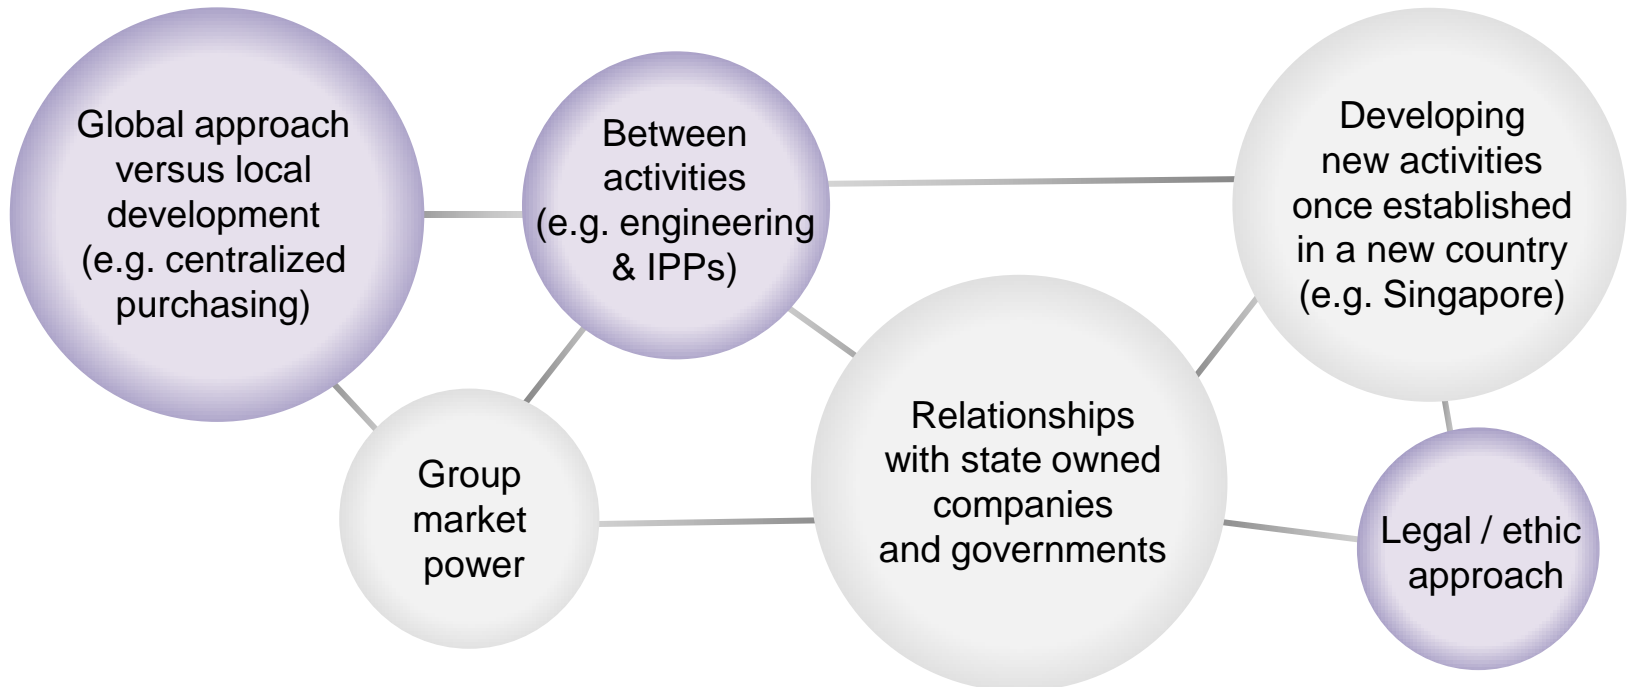 Global approach
versus local
development
(e.g. centralized
purchasing)
Between
activities
(e.g. engineering
& IPPs)
Developing
new activities
once established
in a new country
(e.g. Singapore)
Group
market
power
Relationships
with state owned
companies
and governments
Legal / ethic
approach